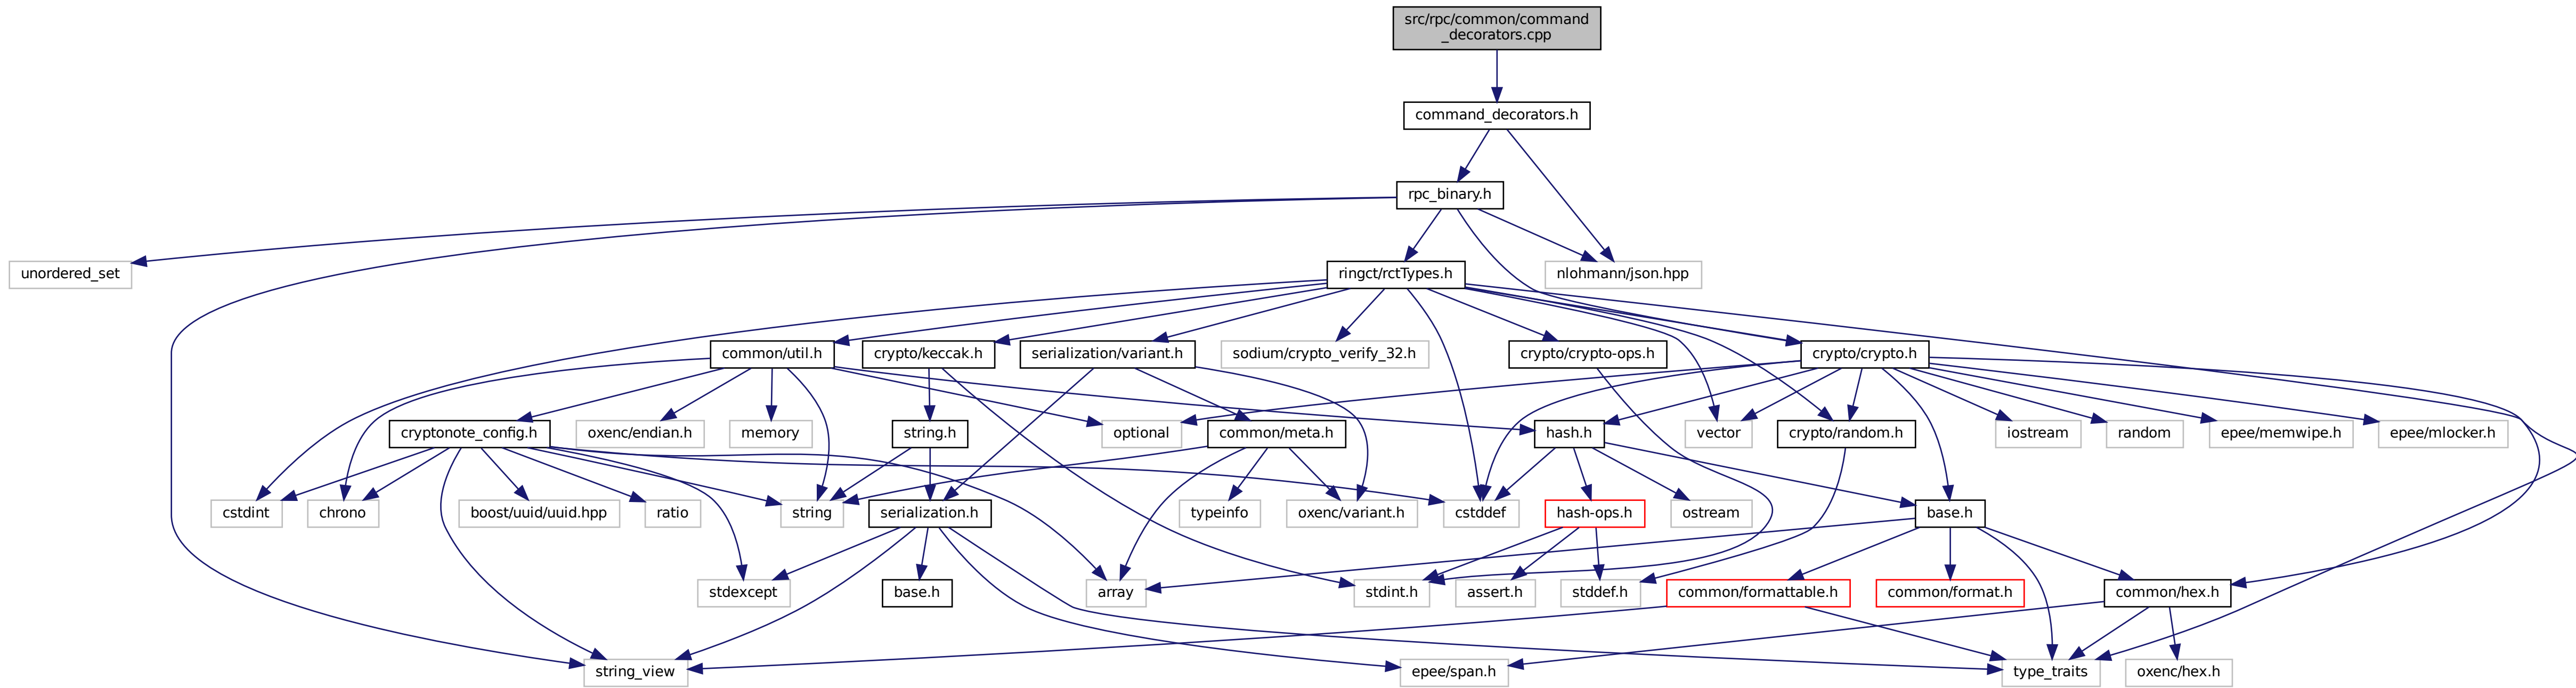 src/rpc/common/command
_decorators.cpp
command_decorators.h
rpc_binary.h
unordered_set
ringct/rctTypes.h
nlohmann/json.hpp
common/util.h
crypto/keccak.h
serialization/variant.h
sodium/crypto_verify_32.h
crypto/crypto-ops.h
crypto/crypto.h
cryptonote_config.h
oxenc/endian.h
memory
string.h
optional
common/meta.h
hash.h
vector
crypto/random.h
iostream
random
epee/memwipe.h
epee/mlocker.h
cstdint
chrono
boost/uuid/uuid.hpp
ratio
string
serialization.h
typeinfo
oxenc/variant.h
cstddef
hash-ops.h
ostream
base.h
stdexcept
base.h
array
stdint.h
assert.h
stddef.h
common/formattable.h
common/format.h
common/hex.h
string_view
epee/span.h
type_traits
oxenc/hex.h